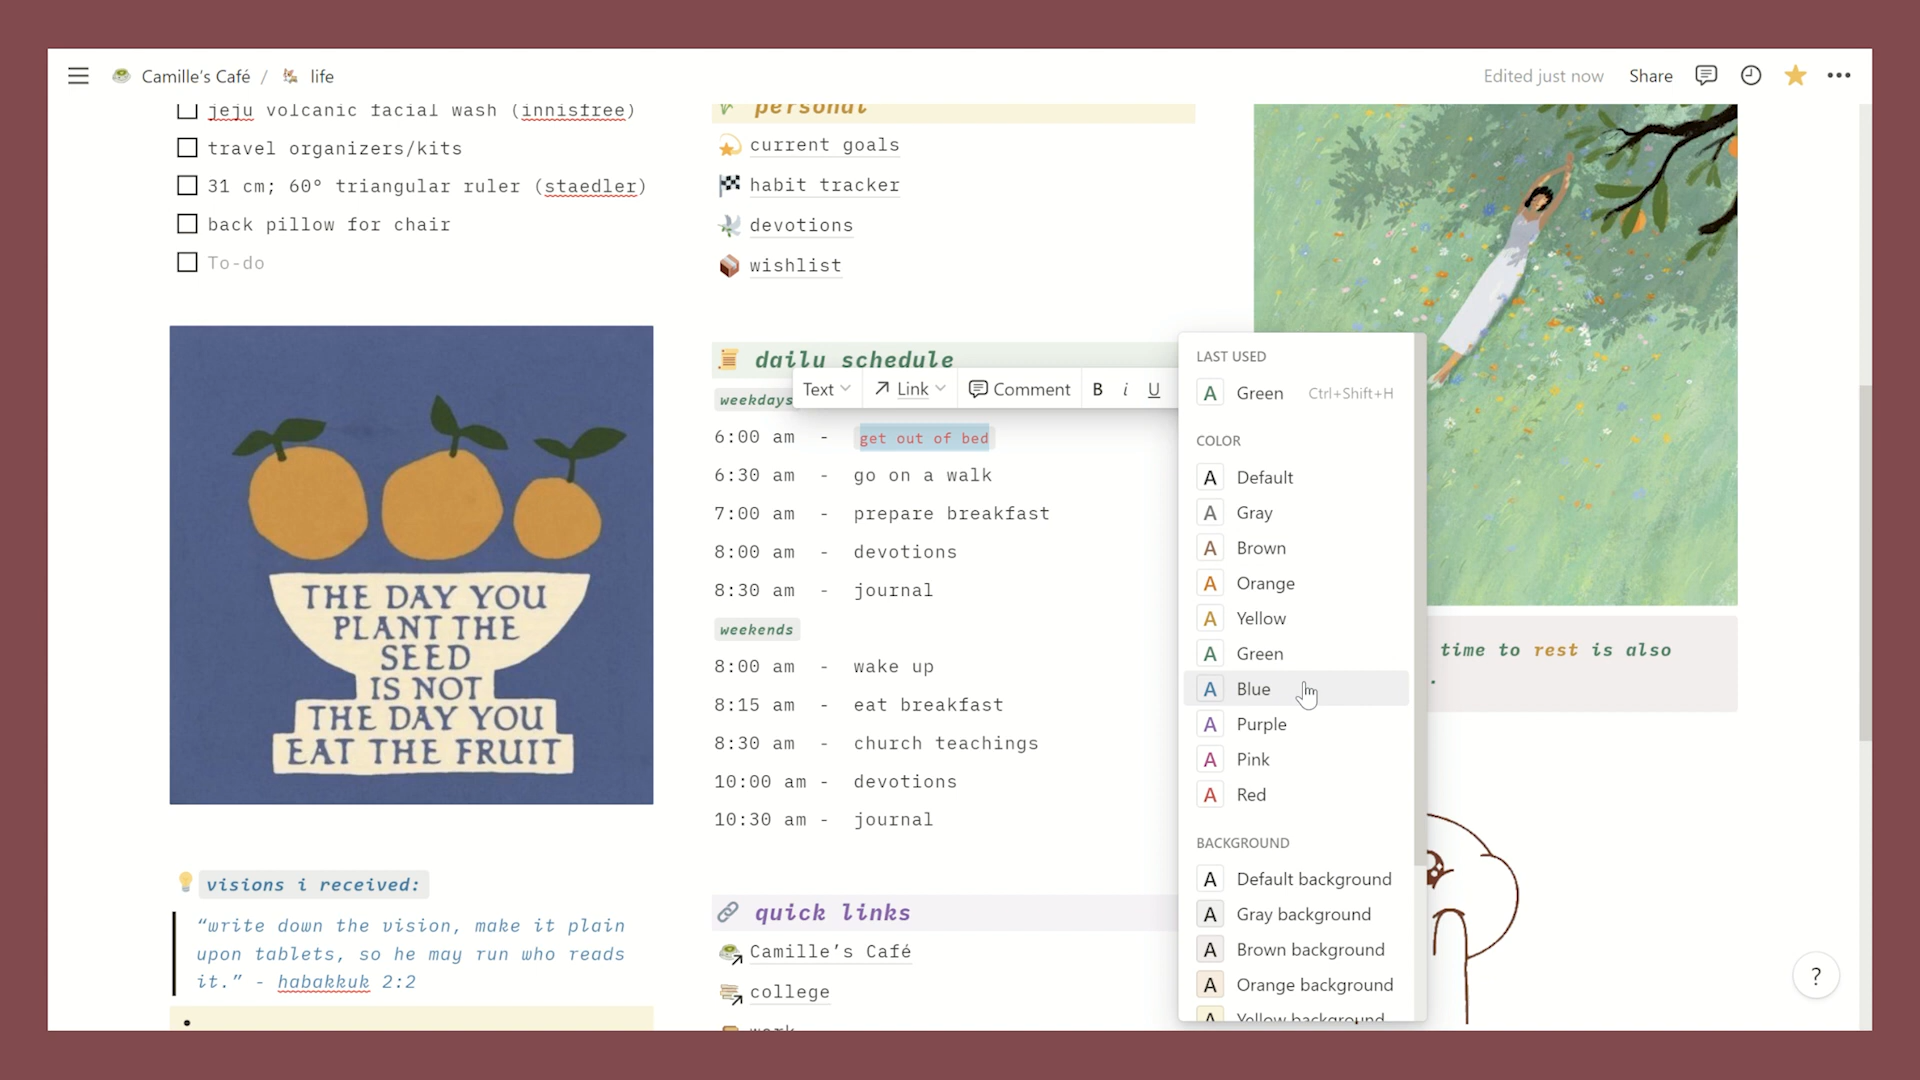 Camille's Café / life
Edited just now Share
jeju volcanic facial wash (innisfree)
travel organizers/kits
31 cm; 60° triangular ruler (staedler)
back pillow for chair
To-do
THE DAY YOU
PLANT THE
SEED
IS NOT
THE DAY YOU
EAT THE FRUIT
visions i received:
“write down the vision, make it plain
upon tablets, so he may run who reads
it.” - habakkuk 2:2
personal
current goals
habit tracker
devotions
wishlist
daily schedule
Text Link Comment B i U
weekdays
6:00 am - get out of bed
6:30 am - go on a walk
7:00 am - prepare breakfast
8:00 am - devotions
8:30 am - journal
weekends
8:00 am - wake up
8:15 am - eat breakfast
8:30 am - church teachings
10:00 am - devotions
10:30 am - journal
quick links
Camille's Café
college
work
LAST USED
A Green Ctrl+Shift+H
COLOR
A Default
A Gray
A Brown
A Orange
A Yellow
A Green
A Blue
A Purple
A Pink
A Red
BACKGROUND
A Default background
A Gray background
A Brown background
A Orange background
A Yellow background
time to rest is also
.
?